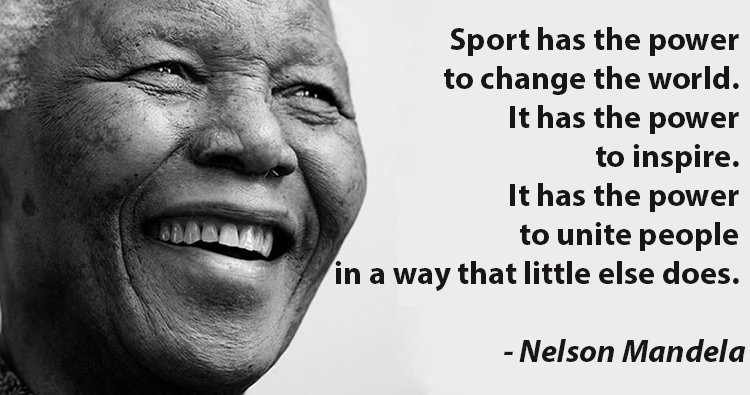 Sport has the power
to change the world.
It has the power
to inspire.
It has the power
to unite people
in a way that little else does.
- Nelson Mandela